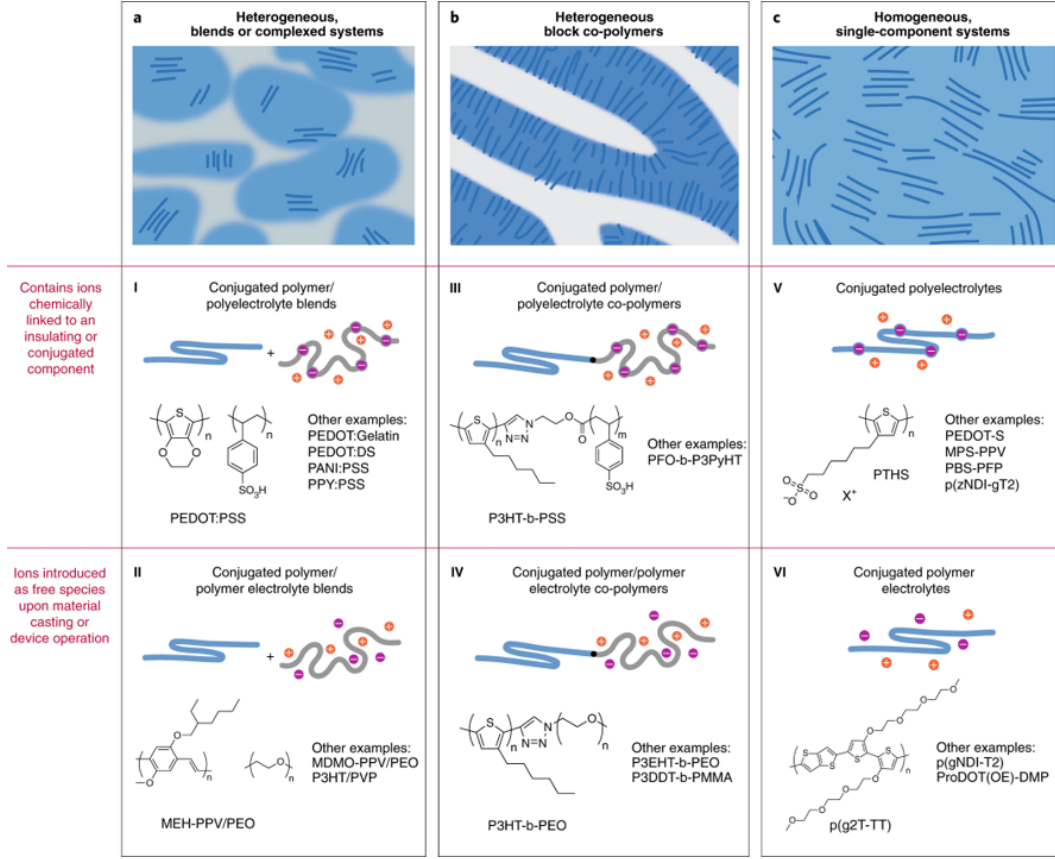 a
Heterogeneous,
blends or complexed systems
b
Heterogeneous
block co-polymers
c
Homogeneous,
single-component systems
Contains ions
chemically
linked to an
insulating or
conjugated
component
I
Conjugated polymer/
polyelectrolyte blends
+
− − − −
+ + + + +
S
O O
n
n
SO₃H
PEDOT:PSS
Other examples:
PEDOT:Gelatin
PEDOT:DS
PANI:PSS
PPY:PSS
III
Conjugated polymer/
polyelectrolyte co-polymers
− − − −
+ + + + +
S
n
N
N=N
O
O
m
SO₃H
P3HT-b-PSS
Other examples:
PFO-b-P3PyHT
V
Conjugated polyelectrolytes
− − − −
+ + + +
S
n
O
S
O
⁻O
X⁺
PTHS
Other examples:
PEDOT-S
MPS-PPV
PBS-PFP
p(zNDI-gT2)
Ions introduced
as free species
upon material
casting or
device operation
II
Conjugated polymer/
polymer electrolyte blends
+
− − − −
+ + + + +
O
O
n
O
n
MEH-PPV/PEO
Other examples:
MDMO-PPV/PEO
P3HT/PVP
IV
Conjugated polymer/polymer
electrolyte co-polymers
− − − −
+ + + + +
S
n
N
N=N
O
n
P3HT-b-PEO
Other examples:
P3EHT-b-PEO
P3DDT-b-PMMA
VI
Conjugated polymer
electrolytes
− − −
+ + +
O O O O
S S S S
n
O O O O
p(g2T-TT)
Other examples:
p(gNDI-T2)
ProDOT(OE)-DMP